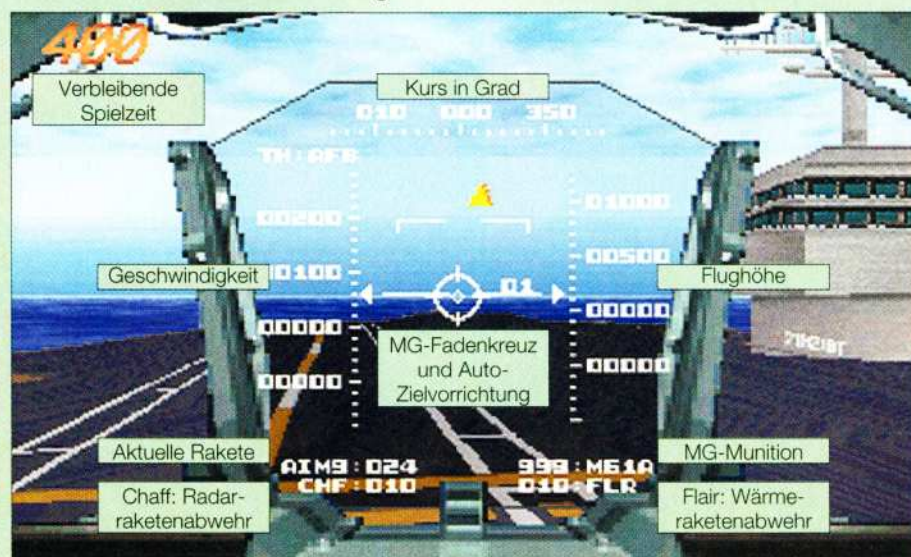 400
Verbleibende
Spielzeit
Kurs in Grad
010 000 350
TH:AFB
00200
01000
00500
Geschwindigkeit
00100
01
Flughöhe
00000
00000
MG-Fadenkreuz
und Auto-
Zielvorrichtung
00000
00000
Aktuelle Rakete
AIM9:024
999:M61A
MG-Munition
Chaff: Radar-
raketenabwehr
CHF:010
010:FLR
Flair: Wärme-
raketenabwehr